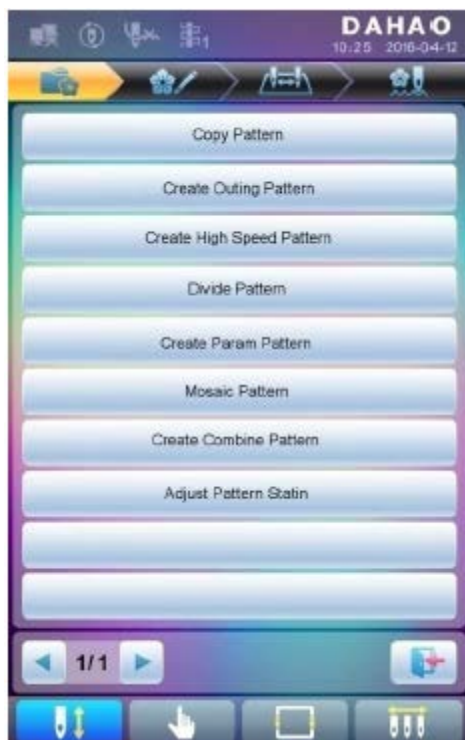 DAHAO
10:25 2016-04-12
1
Copy Pattern
Create Outing Pattern
Create High Speed Pattern
Divide Pattern
Create Param Pattern
Mosaic Pattern
Create Combine Pattern
Adjust Pattern Statin
1/1